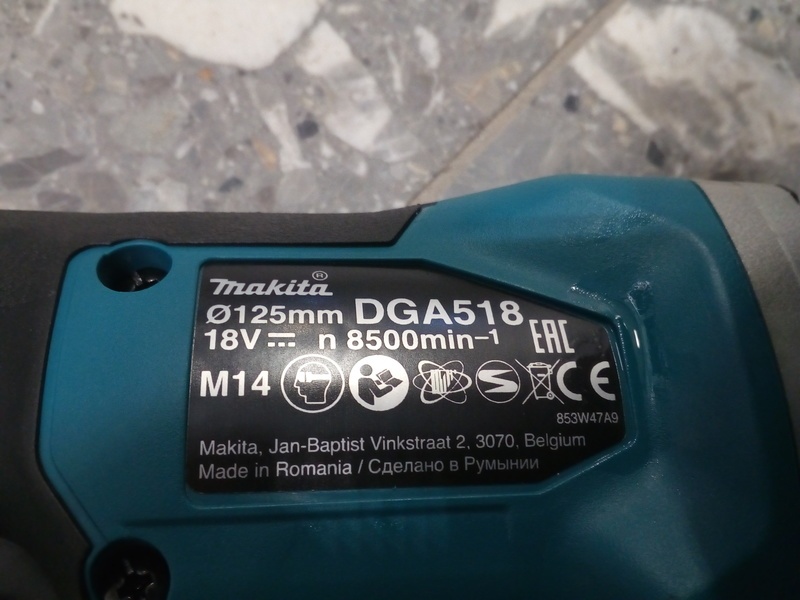 makita®
Ø125mm DGA518
18V n 8500min⁻¹
EAC
M14 CE
853W47A9
Makita, Jan-Baptist Vinkstraat 2, 3070, Belgium
Made in Romania / Сделано в Румынии